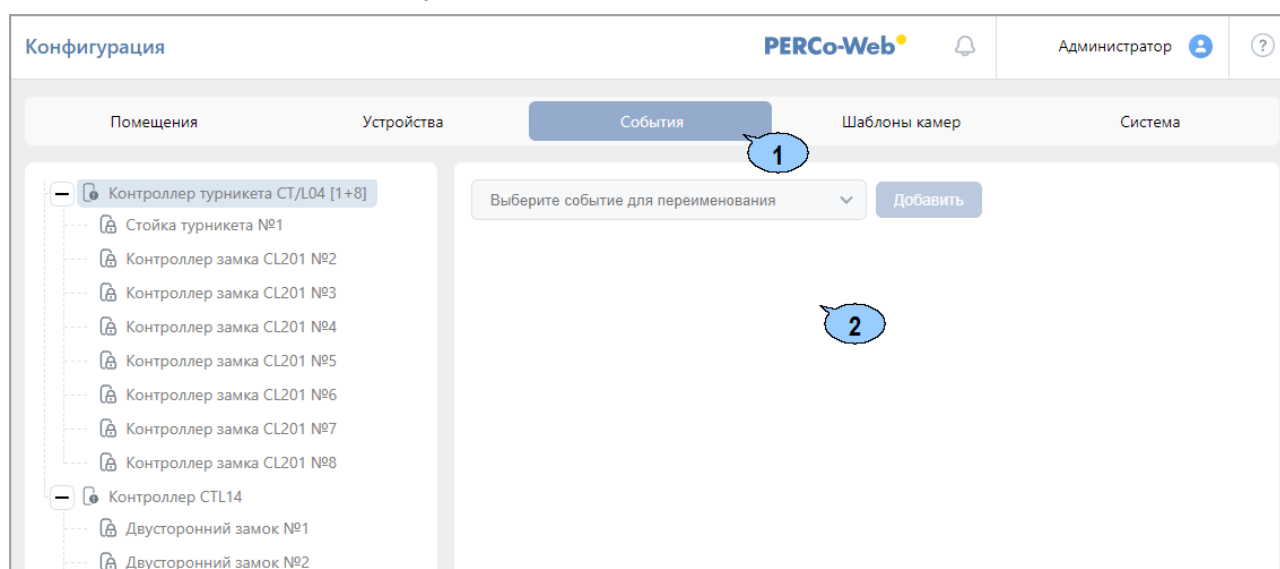 Конфигурация
PERCo-Web
Администратор
?
Помещения
Устройства
События
Шаблоны камер
Система
1
Контроллер турникета CT/L04 [1+8]
Стойка турникета №1
Контроллер замка CL201 №2
Контроллер замка CL201 №3
Контроллер замка CL201 №4
Контроллер замка CL201 №5
Контроллер замка CL201 №6
Контроллер замка CL201 №7
Контроллер замка CL201 №8
Контроллер CTL14
Двусторонний замок №1
Двусторонний замок №2
Выберите событие для переименования
Добавить
2